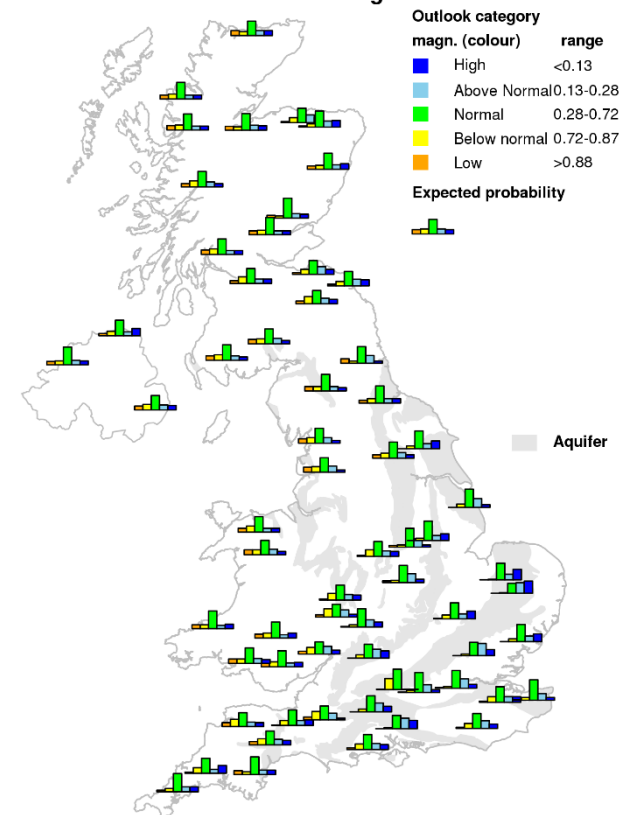 Outlook category
magn. (colour) range
High <0.13
Above Normal 0.13-0.28
Normal 0.28-0.72
Below normal 0.72-0.87
Low >0.88
Expected probability
Aquifer